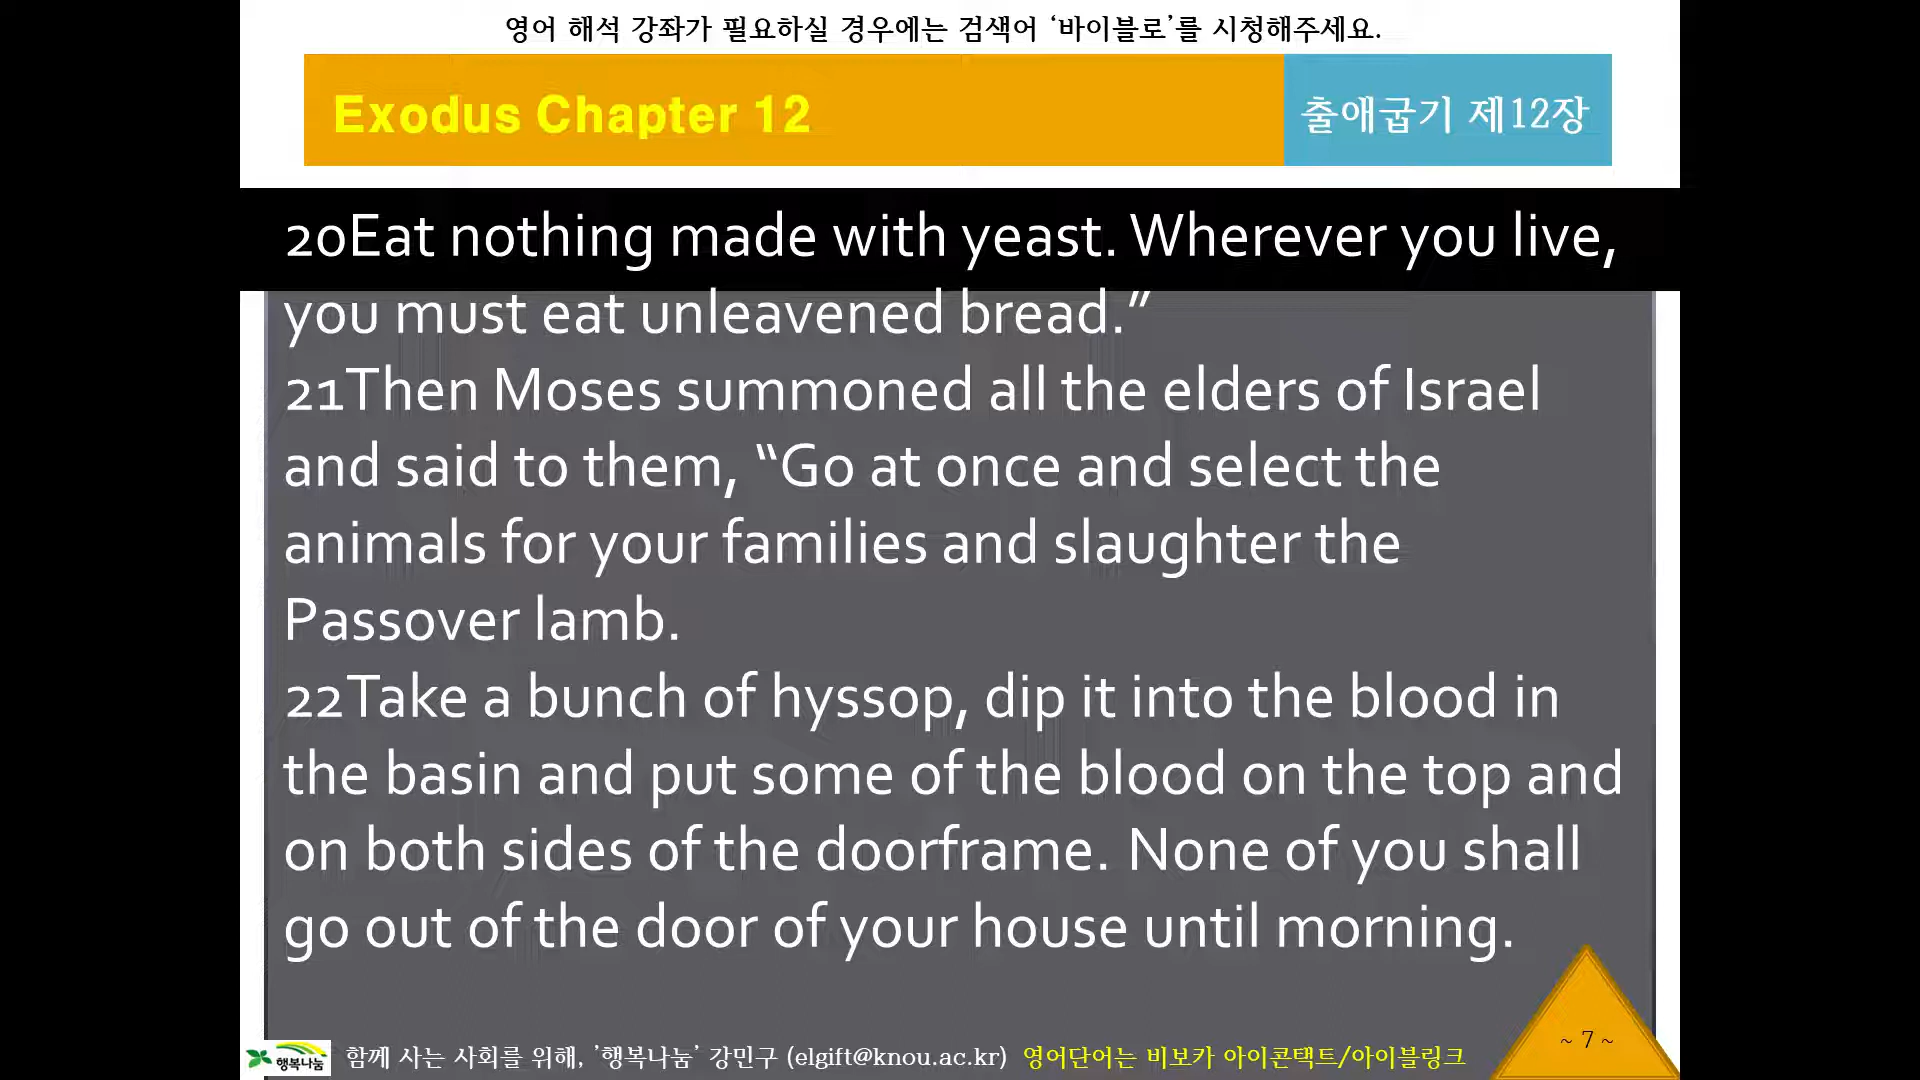 영어 해석 강좌가 필요하실 경우에는 검색어 ‘바이블로’를 시청해주세요.
Exodus Chapter 12
출애굽기 제12장
20Eat nothing made with yeast. Wherever you live,
you must eat unleavened bread.”
21Then Moses summoned all the elders of Israel
and said to them, “Go at once and select the
animals for your families and slaughter the
Passover lamb.
22Take a bunch of hyssop, dip it into the blood in
the basin and put some of the blood on the top and
on both sides of the doorframe. None of you shall
go out of the door of your house until morning.
~ 7 ~
행복나눔
함께 사는 사회를 위해, ’행복나눔’ 강민구 (elgift@knou.ac.kr) 영어단어는 비보카 아이콘택트/아이블링크